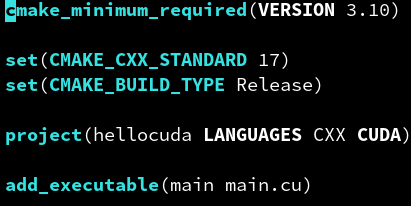 cmake_minimum_required(VERSION 3.10)
set(CMAKE_CXX_STANDARD 17)
set(CMAKE_BUILD_TYPE Release)
project(hellocuda LANGUAGES CXX CUDA)
add_executable(main main.cu)